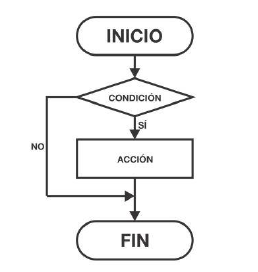 INICIO
CONDICIÓN
SÍ
NO
ACCIÓN
FIN